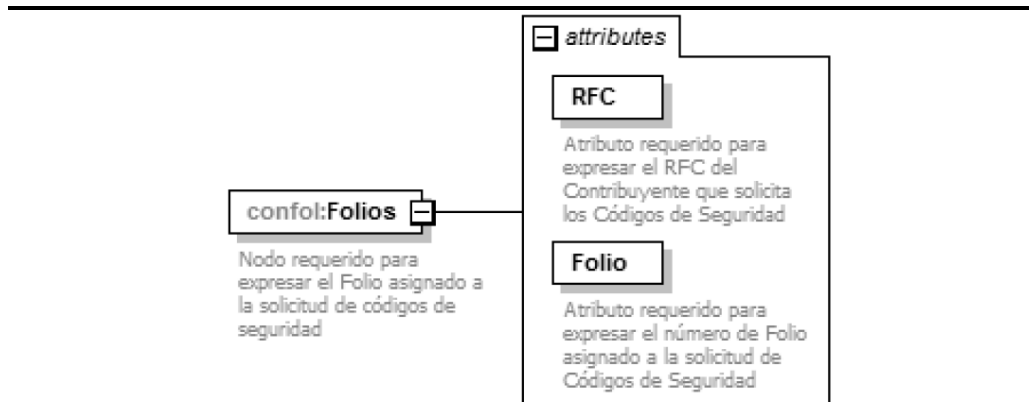 attributes
RFC
Atributo requerido para
expresar el RFC del
Contribuyente que solicita
los Códigos de Seguridad
confol:Folios
Nodo requerido para
expresar el Folio asignado a
la solicitud de códigos de
seguridad
Folio
Atributo requerido para
expresar el número de Folio
asignado a la solicitud de
Códigos de Seguridad